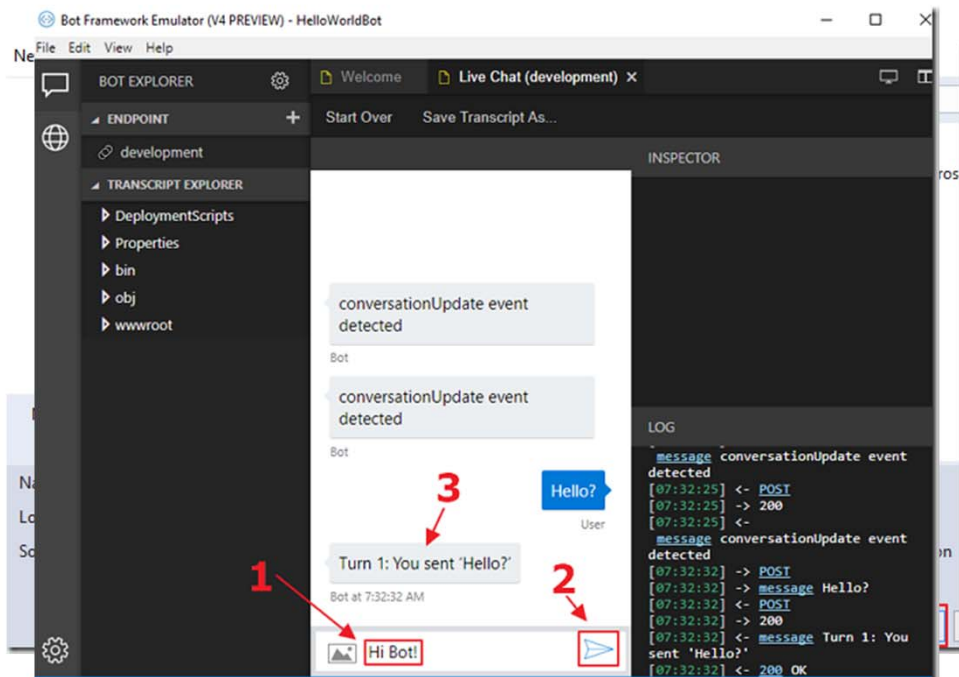 Bot Framework Emulator (V4 PREVIEW) - HelloWorldBot
File Edit View Help
BOT EXPLORER
ENDPOINT
development
TRANSCRIPT EXPLORER
DeploymentScripts
Properties
bin
obj
wwwroot
Welcome
Live Chat (development)
Start Over Save Transcript As...
conversationUpdate event
detected
Bot
conversationUpdate event
detected
Bot
Hello?
User
3
Turn 1: You sent 'Hello?'
Bot at 7:32:32 AM
1
2
Hi Bot!
INSPECTOR
LOG
message conversationUpdate event
detected
[07:32:25] <- POST
[07:32:25] -> 200
[07:32:25] <-
message conversationUpdate event
detected
[07:32:32] -> POST
[07:32:32] -> message Hello?
[07:32:32] <- POST
[07:32:32] -> 200
[07:32:32] <- message Turn 1: You
sent 'Hello?'
[07:32:32] <- 200 OK